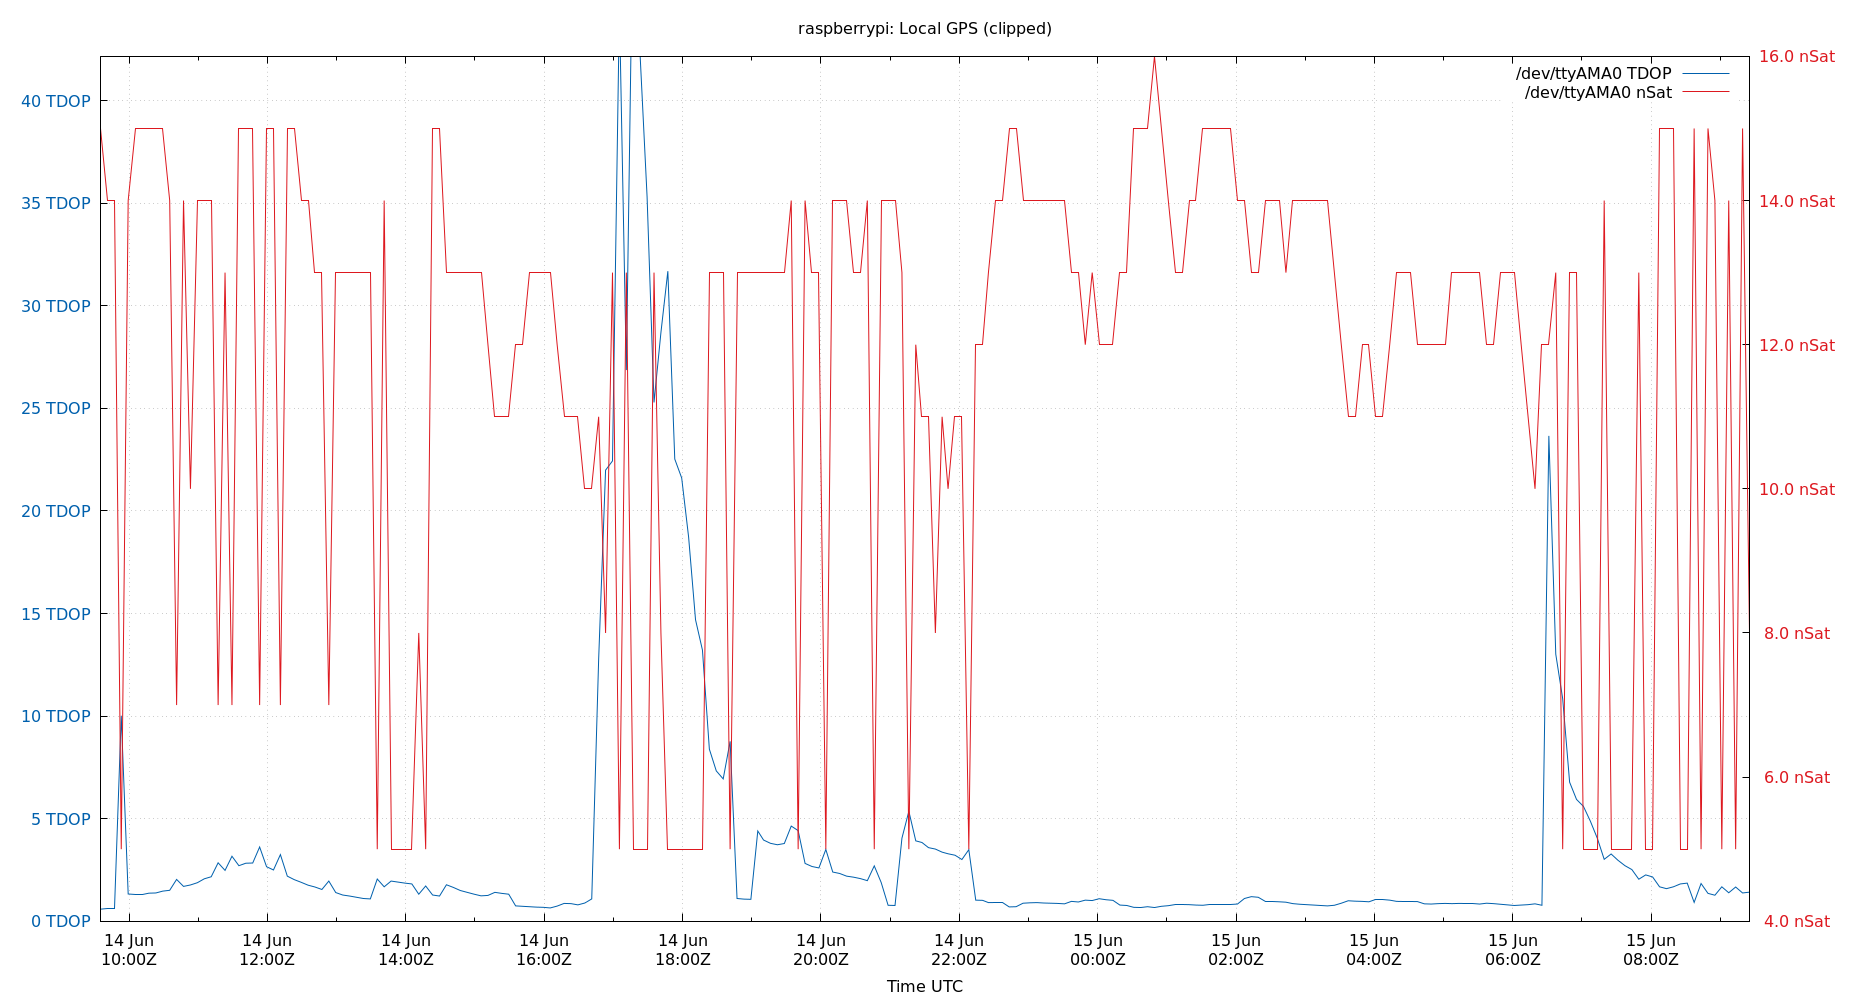 raspberrypi: Local GPS (clipped)
16.0 nSat
/dev/ttyAMA0 TDOP
/dev/ttyAMA0 nSat
40 TDOP
35 TDOP
14.0 nSat
30 TDOP
12.0 nSat
25 TDOP
10.0 nSat
20 TDOP
15 TDOP
8.0 nSat
10 TDOP
6.0 nSat
5 TDOP
0 TDOP
4.0 nSat
14 Jun 14 Jun 14 Jun 14 Jun 14 Jun 14 Jun 14 Jun 15 Jun 15 Jun 15 Jun 15 Jun 15 Jun
10:00Z 12:00Z 14:00Z 16:00Z 18:00Z 20:00Z 22:00Z 00:00Z 02:00Z 04:00Z 06:00Z 08:00Z
Time UTC